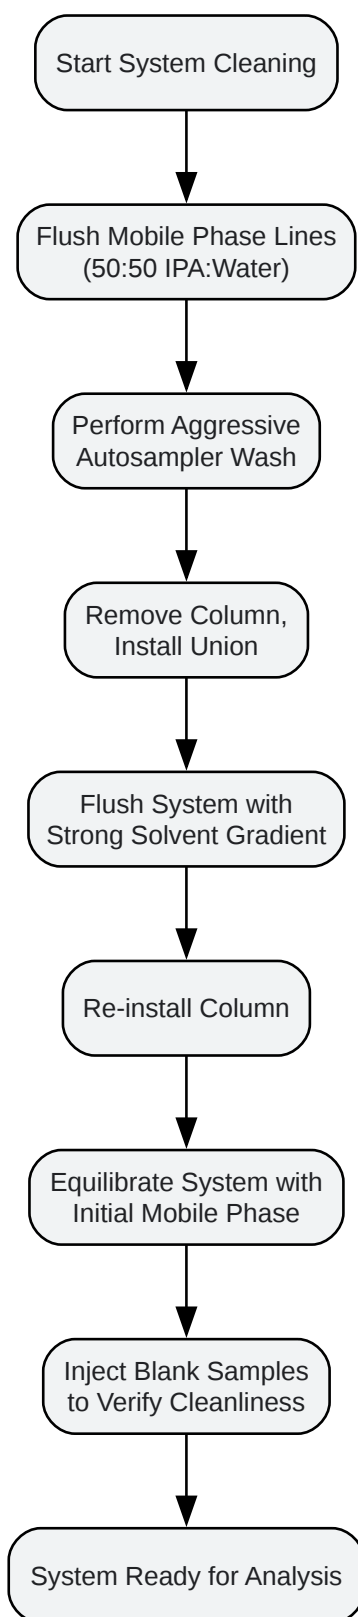 Start System Cleaning
Flush Mobile Phase Lines
(50:50 IPA:Water)
Perform Aggressive
Autosampler Wash
Remove Column,
Install Union
Flush System with
Strong Solvent Gradient
Re-install Column
Equilibrate System with
Initial Mobile Phase
Inject Blank Samples
to Verify Cleanliness
System Ready for Analysis